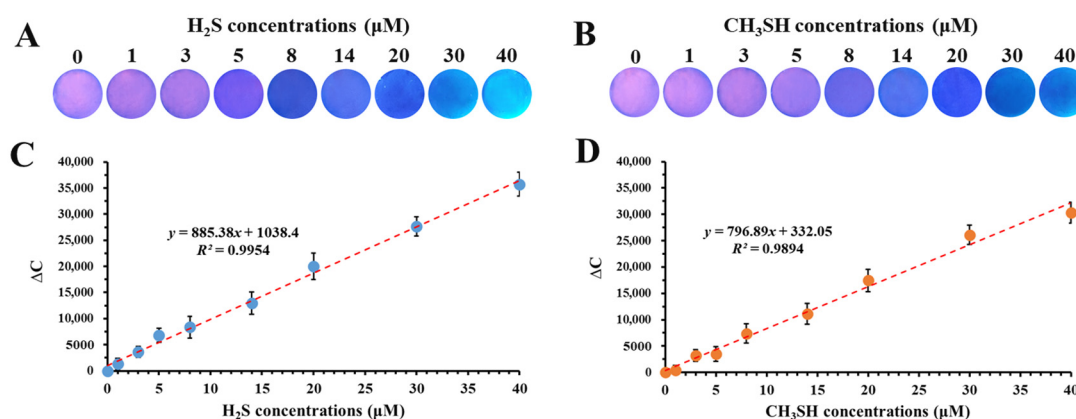 A
H₂S concentrations (µM)
0 1 3 5 8 14 20 30 40
B
CH₃SH concentrations (µM)
0 1 3 5 8 14 20 30 40
C
40,000
35,000
30,000
25,000
20,000
15,000
10,000
5000
0
ΔC
y = 885.38x + 1038.4
R² = 0.9954
0 10 20 30 40
H₂S concentrations (µM)
D
40,000
35,000
30,000
25,000
20,000
15,000
10,000
5000
0
ΔC
y = 796.89x + 332.05
R² = 0.9894
0 5 10 15 20 25 30 35 40
CH₃SH concentrations (µM)